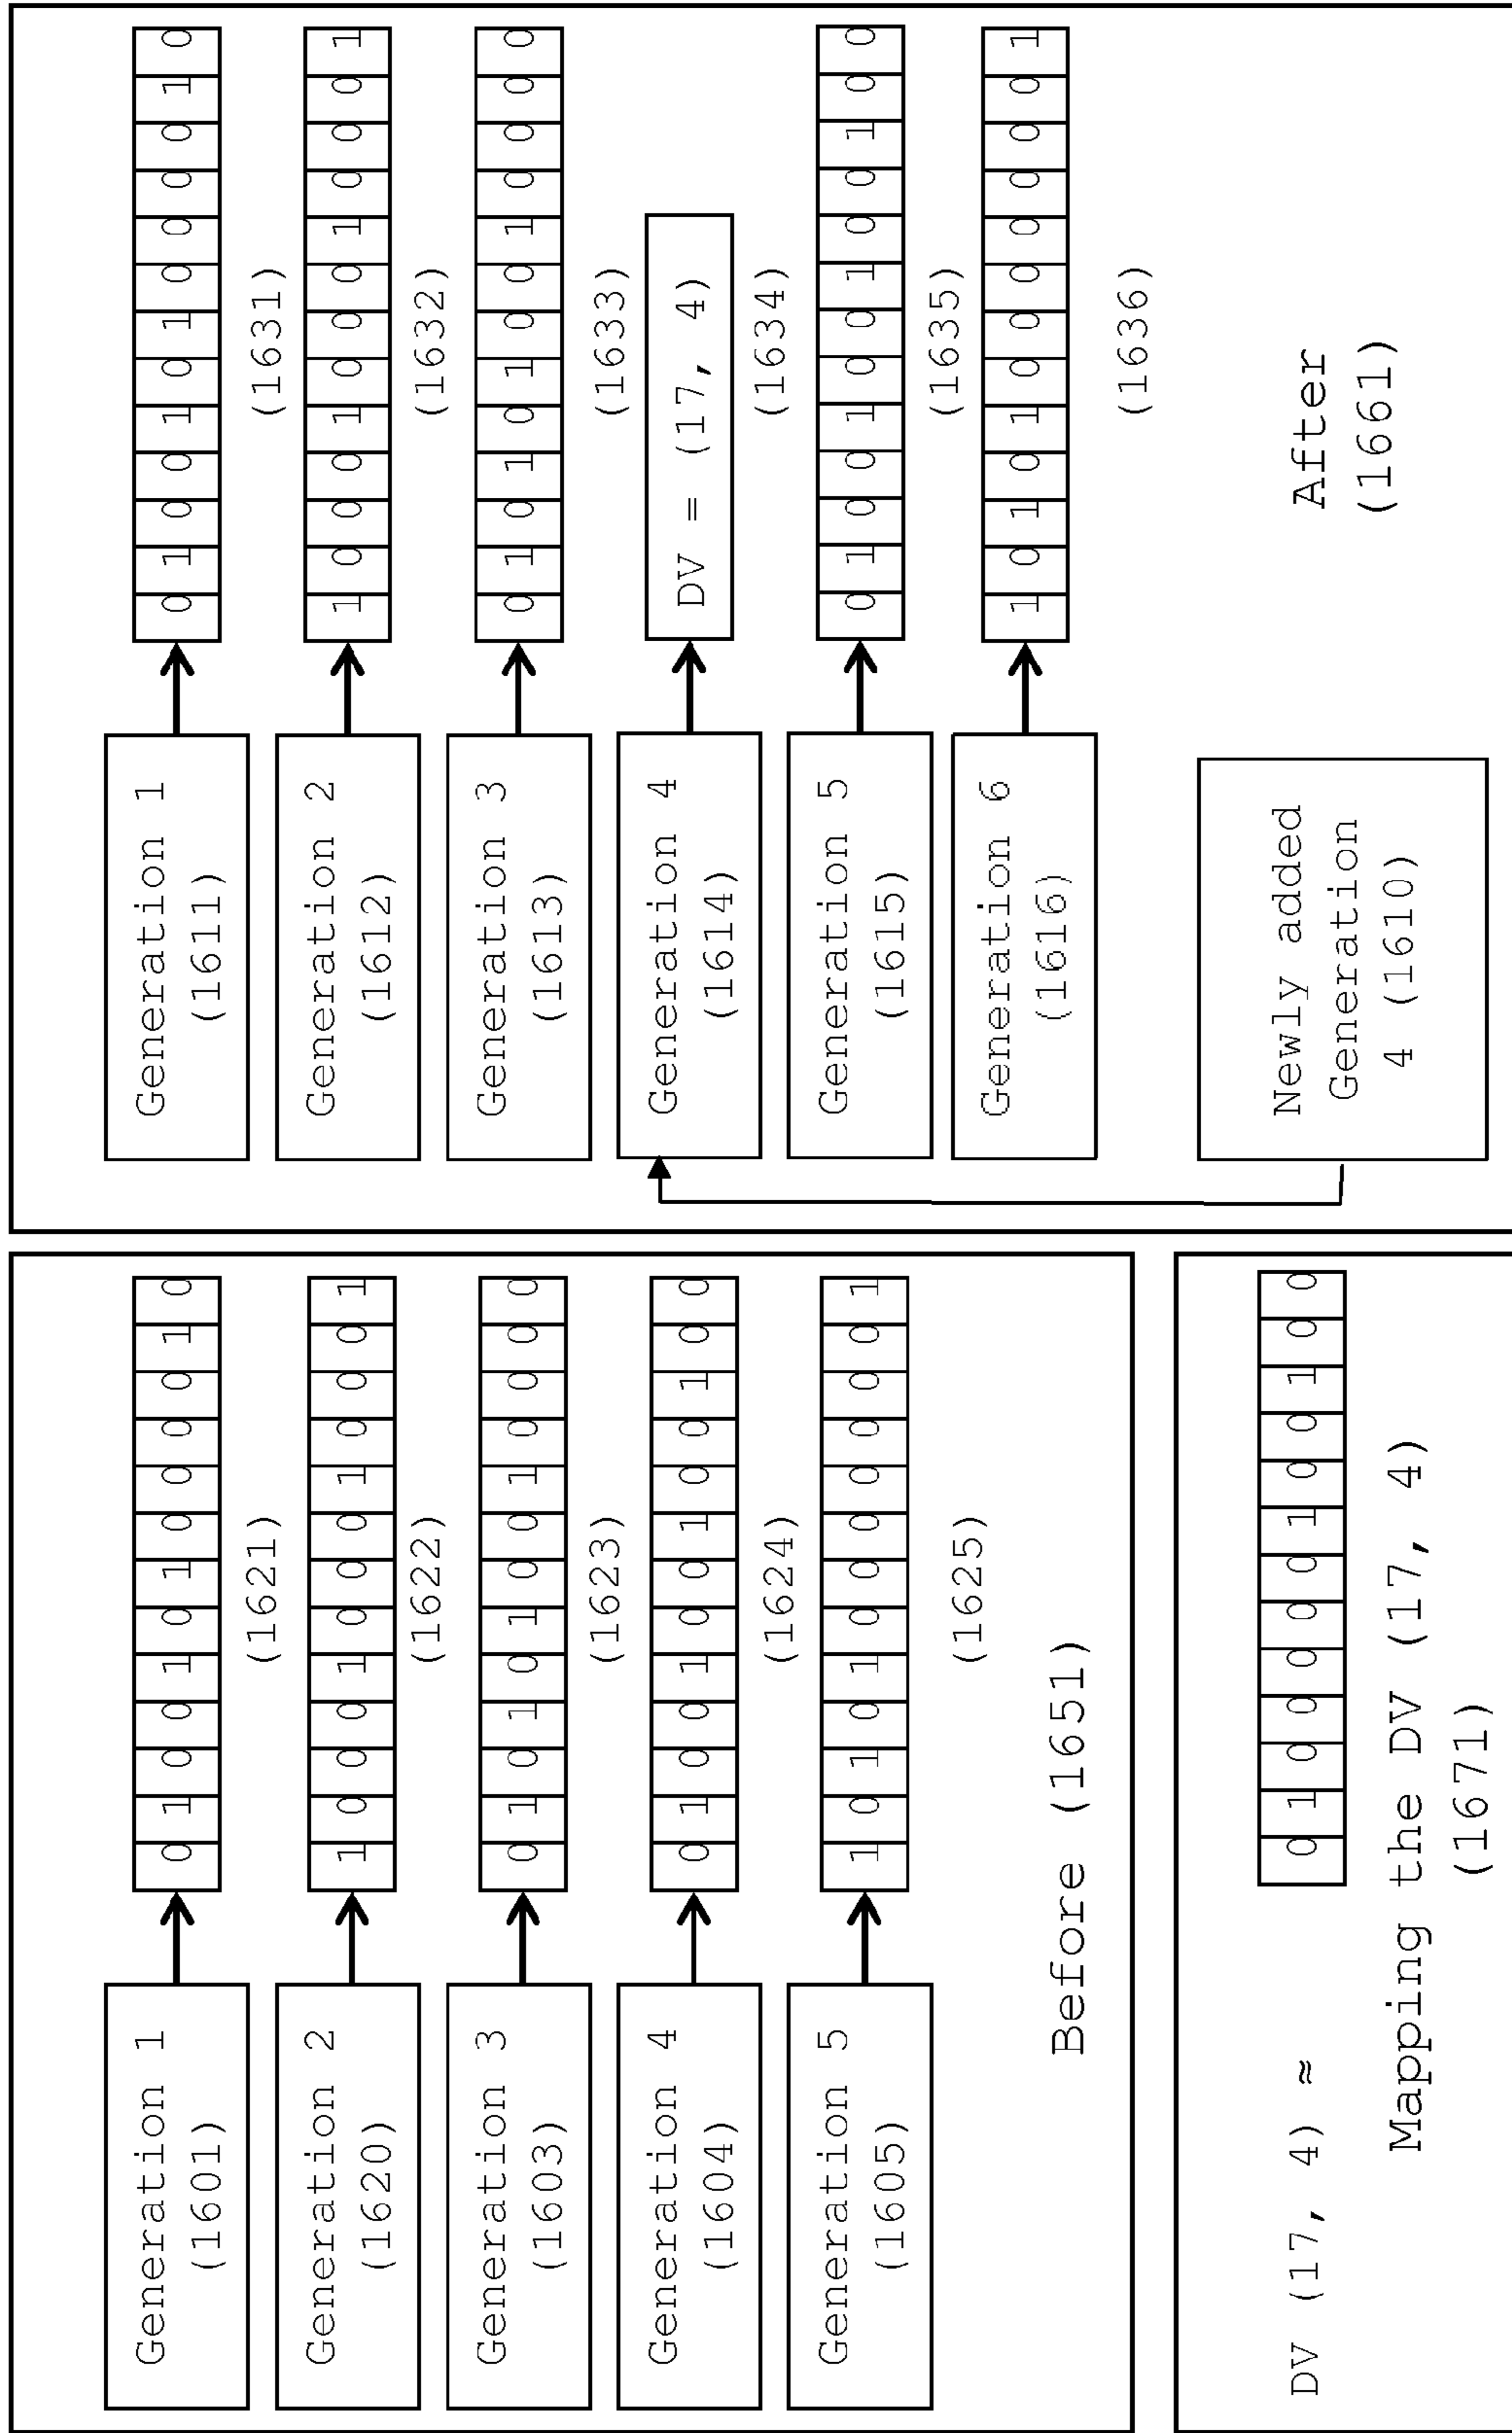 Generation 1
(1601)
0 1 0 0 1 0 1 0 0 0 0 1 0
(1621)
Generation 2
(1620)
1 0 0 0 1 0 0 0 1 0 0 0 1
(1622)
Generation 3
(1603)
0 1 0 1 0 1 0 0 1 0 0 0 0
(1623)
Generation 4
(1604)
0 1 0 0 1 0 0 1 0 0 1 0 0
(1624)
Generation 5
(1605)
1 0 1 0 1 0 0 0 0 0 0 0 1
(1625)
Before (1651)
DV (17, 4) ≈
0 1 0 0 0 0 0 1 0 0 1 0 0
Mapping the DV (17, 4)
(1671)
Generation 1
(1611)
0 1 0 0 1 0 1 0 0 0 0 1 0
(1631)
Generation 2
(1612)
1 0 0 0 1 0 0 0 1 0 0 0 1
(1632)
Generation 3
(1613)
0 1 0 1 0 1 0 0 1 0 0 0 0
(1633)
Generation 4
(1614)
DV = (17, 4)
(1634)
Generation 5
(1615)
0 1 0 0 1 0 0 1 0 0 1 0 0
(1635)
Generation 6
(1616)
1 0 1 0 1 0 0 0 0 0 0 0 1
(1636)
Newly added
Generation
4 (1610)
After
(1661)